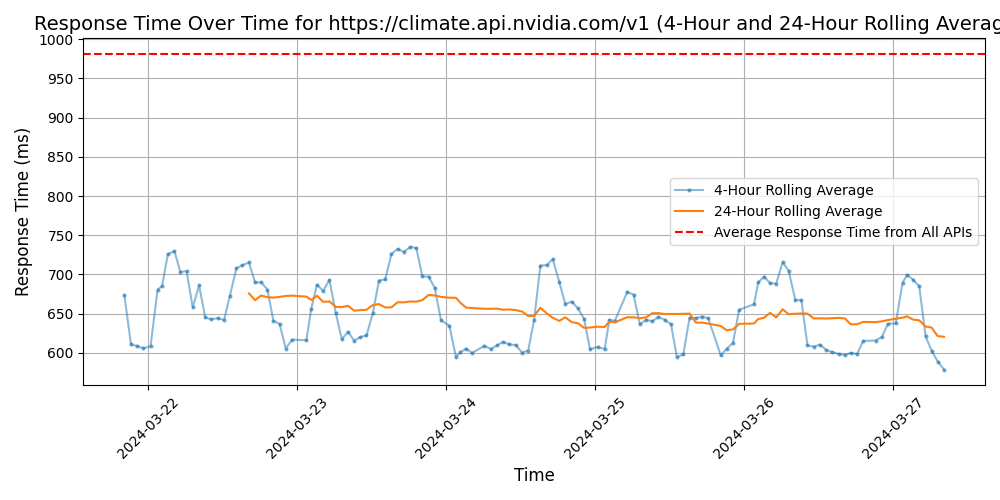 Response Time Over Time for https://climate.api.nvidia.com/v1 (4-Hour and 24-Hour Rolling Averag
1000
950
900
850
800
750
700
650
600
Response Time (ms)
4-Hour Rolling Average
24-Hour Rolling Average
Average Response Time from All APIs
2024-03-22
2024-03-23
2024-03-24
2024-03-25
2024-03-26
2024-03-27
Time